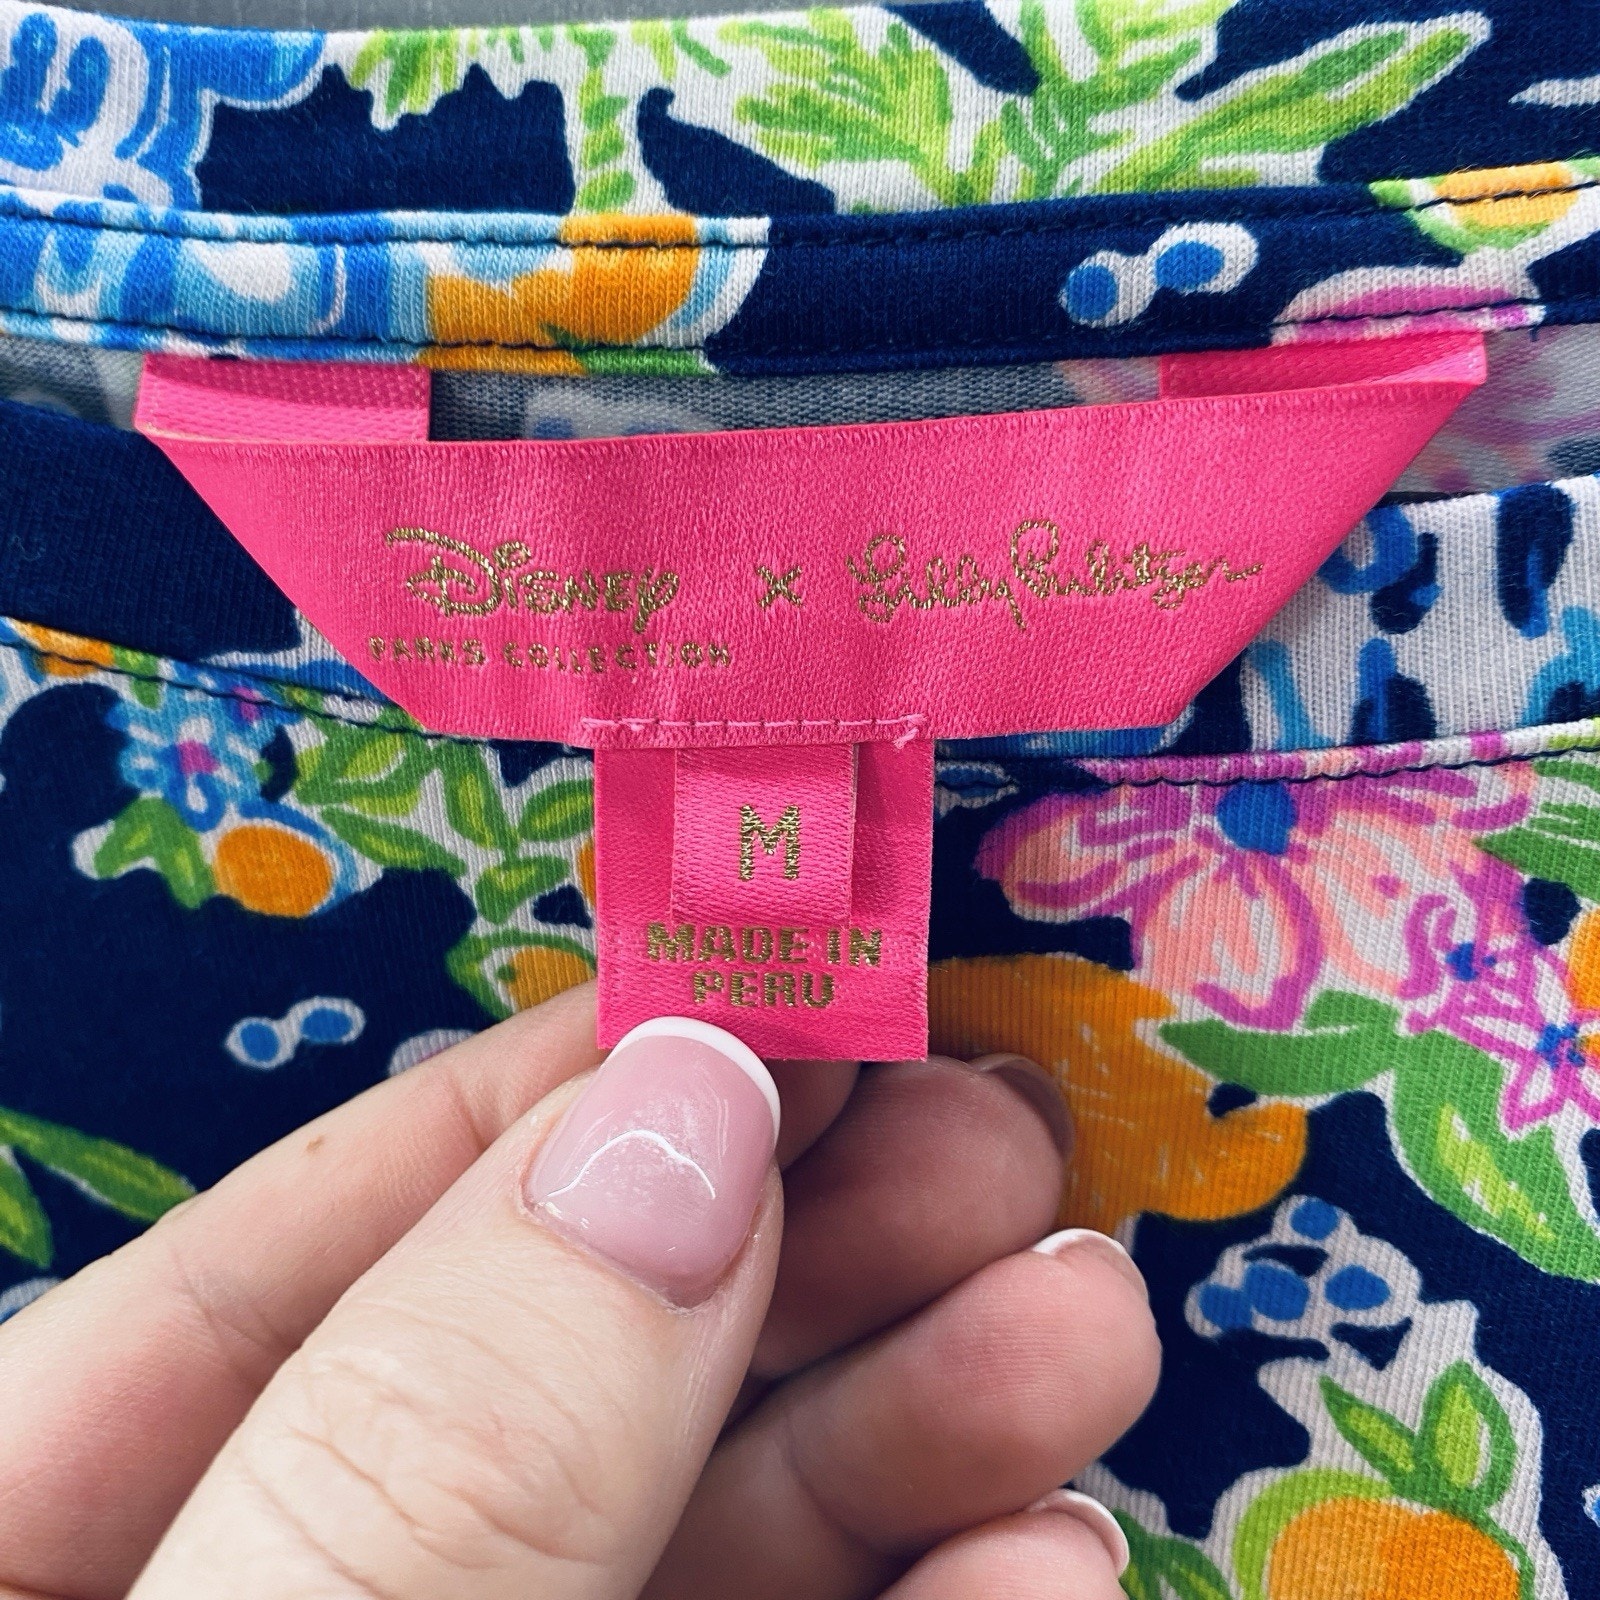 Disney x Lilly Pulitzer
PARKS COLLECTION
M
MADE IN
PERU